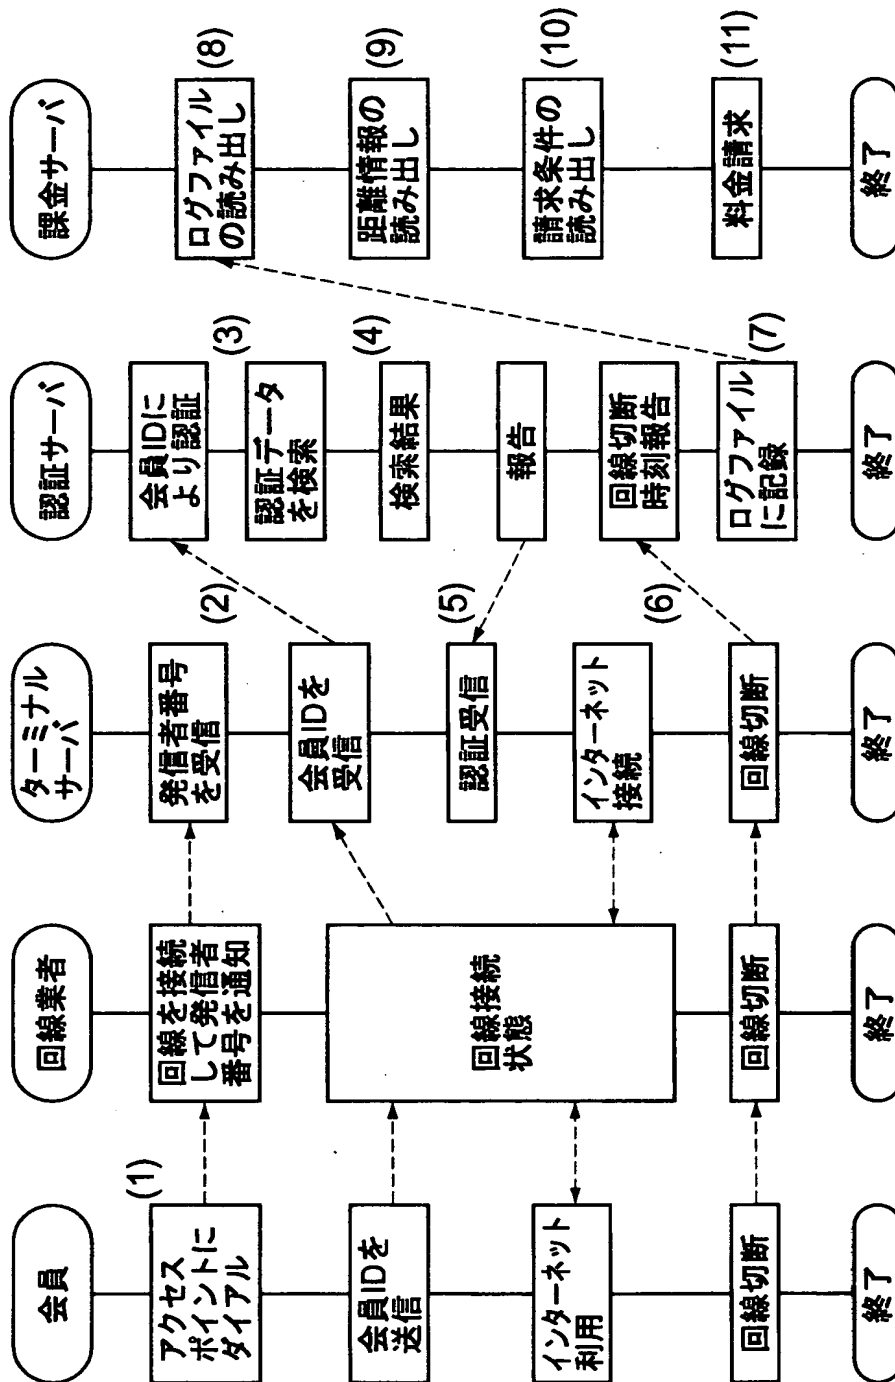 会員
アクセス
ポイントに
ダイアル
(1)
会員IDを
送信
インターネット
利用
回線切断
終了
回線業者
回線を接続
して発信者
番号を通知
回線接続
状態
回線切断
終了
ターミナル
サーバ
発信者番号
を受信
(2)
会員IDを
受信
認証受信
(5)
インターネット
接続
(6)
回線切断
終了
認証サーバ
会員IDに
より認証
(3)
認証データ
を検索
(4)
検索結果
報告
回線切断
時刻報告
ログファイル
に記録
(7)
終了
課金サーバ
ログファイル
の読み出し
(8)
距離情報の
読み出し
(9)
請求条件の
読み出し
(10)
料金請求
(11)
終了